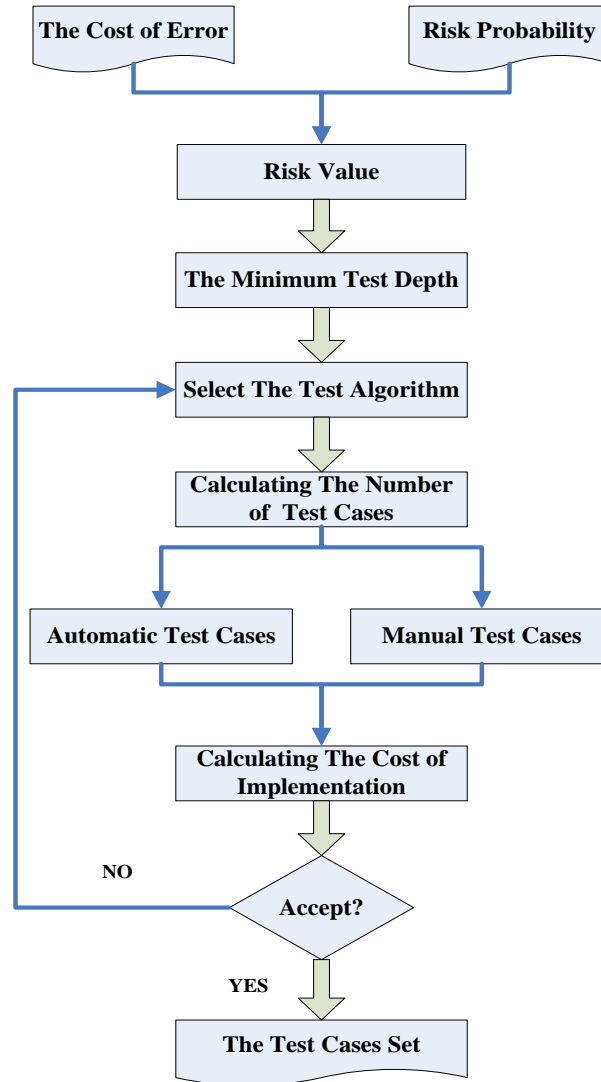 The Cost of Error
Risk Probability
Risk Value
The Minimum Test Depth
Select The Test Algorithm
Calculating The Number
of Test Cases
Automatic Test Cases
Manual Test Cases
Calculating The Cost of
Implementation
NO
Accept?
YES
The Test Cases Set